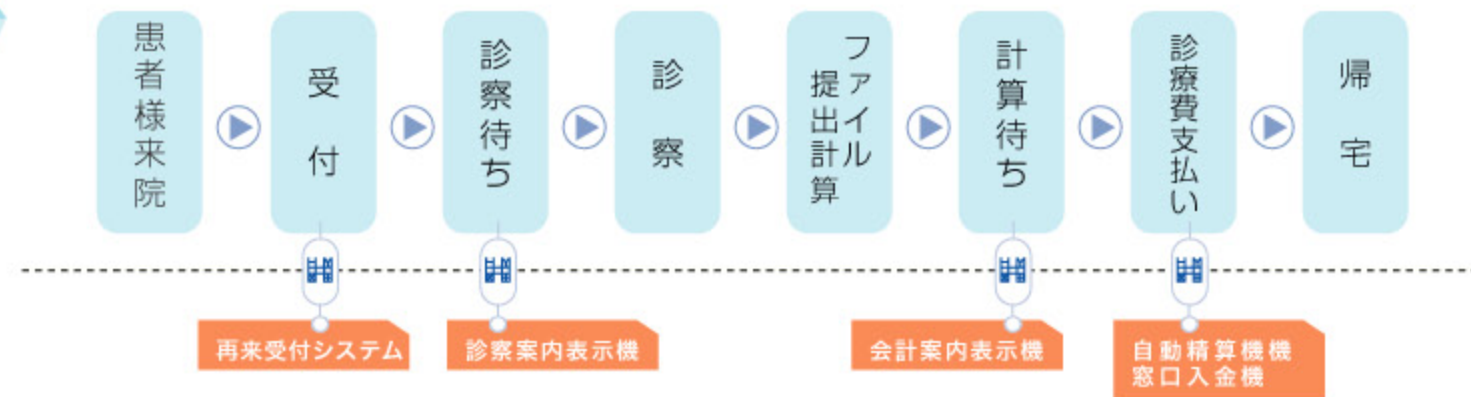 患者様来院
受付
診察待ち
診察
ファイル
提出計算
計算待ち
診療費支払い
帰宅
再来受付システム
診察案内表示機
会計案内表示機
自動精算機機
窓口入金機